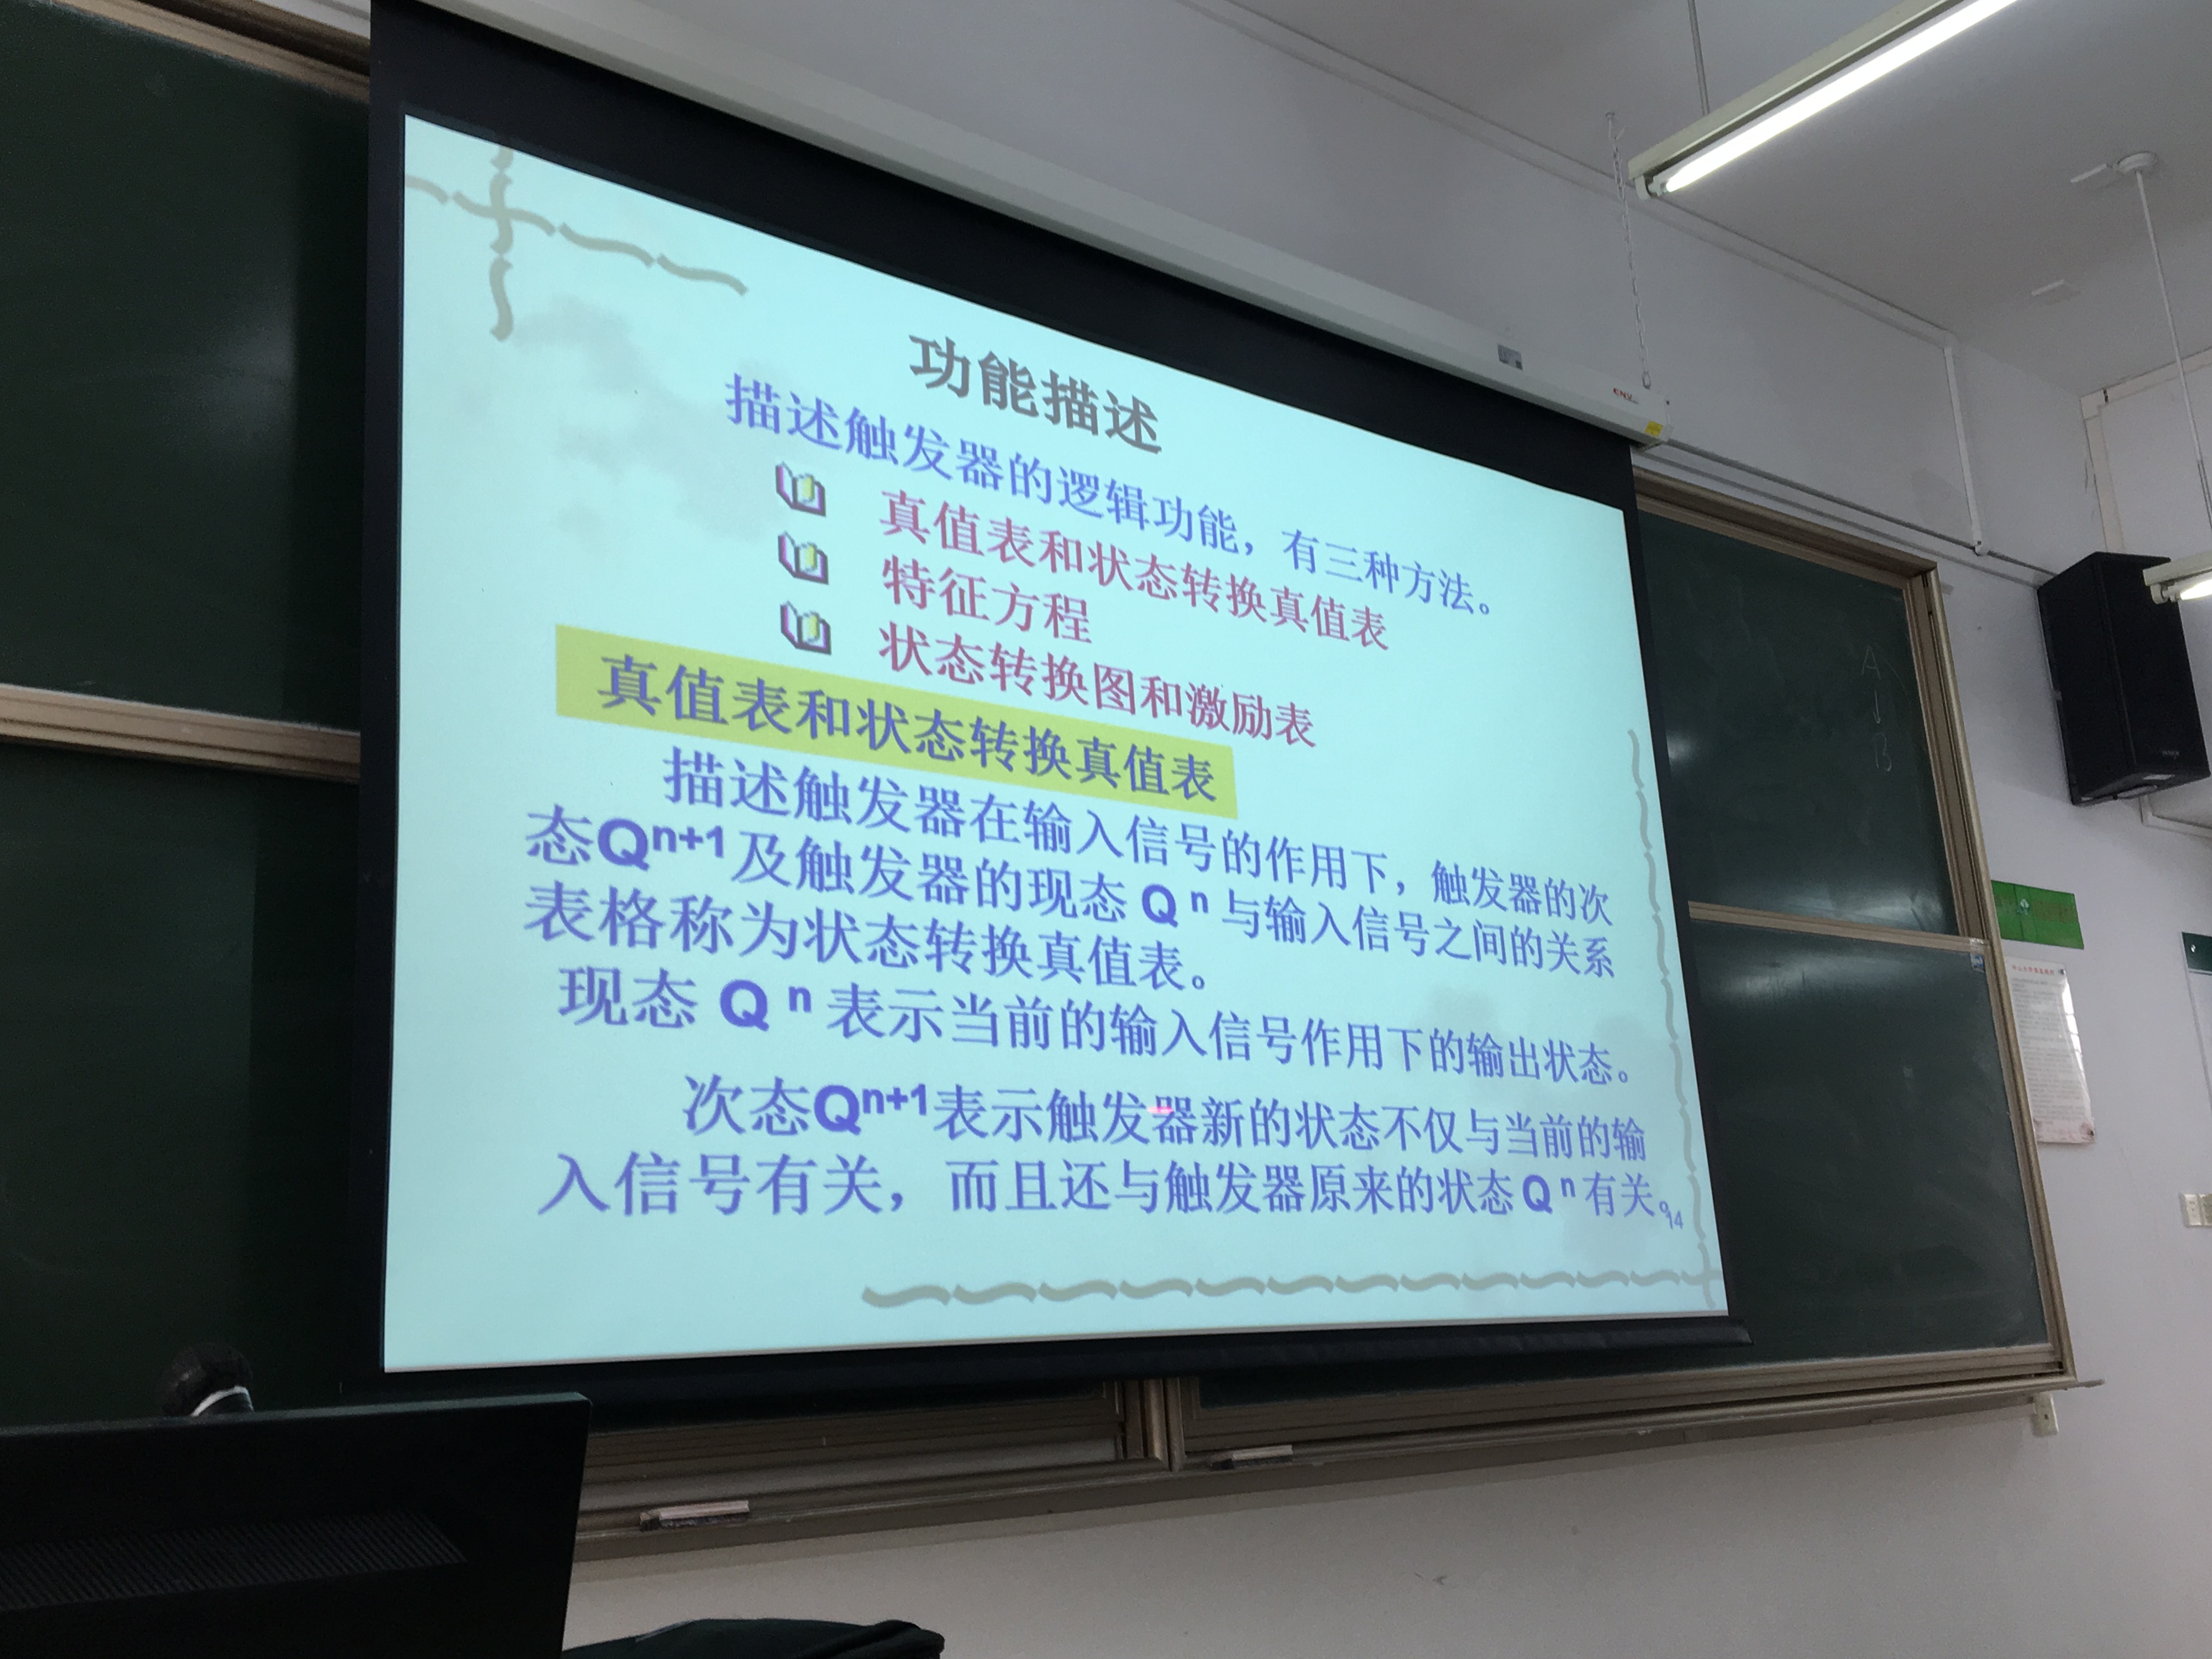 功能描述
描述触发器的逻辑功能，有三种方法。
真值表和状态转换真值表
特征方程
状态转换图和激励表
真值表和状态转换真值表
描述触发器在输入信号的作用下，触发器的次
态Qⁿ⁺¹及触发器的现态 Q ⁿ 与输入信号之间的关系
表格称为状态转换真值表。
现态 Q ⁿ 表示当前的输入信号作用下的输出状态。
次态Qⁿ⁺¹表示触发器新的状态不仅与当前的输
入信号有关，而且还与触发器原来的状态 Q ⁿ 有关。
14
A
B